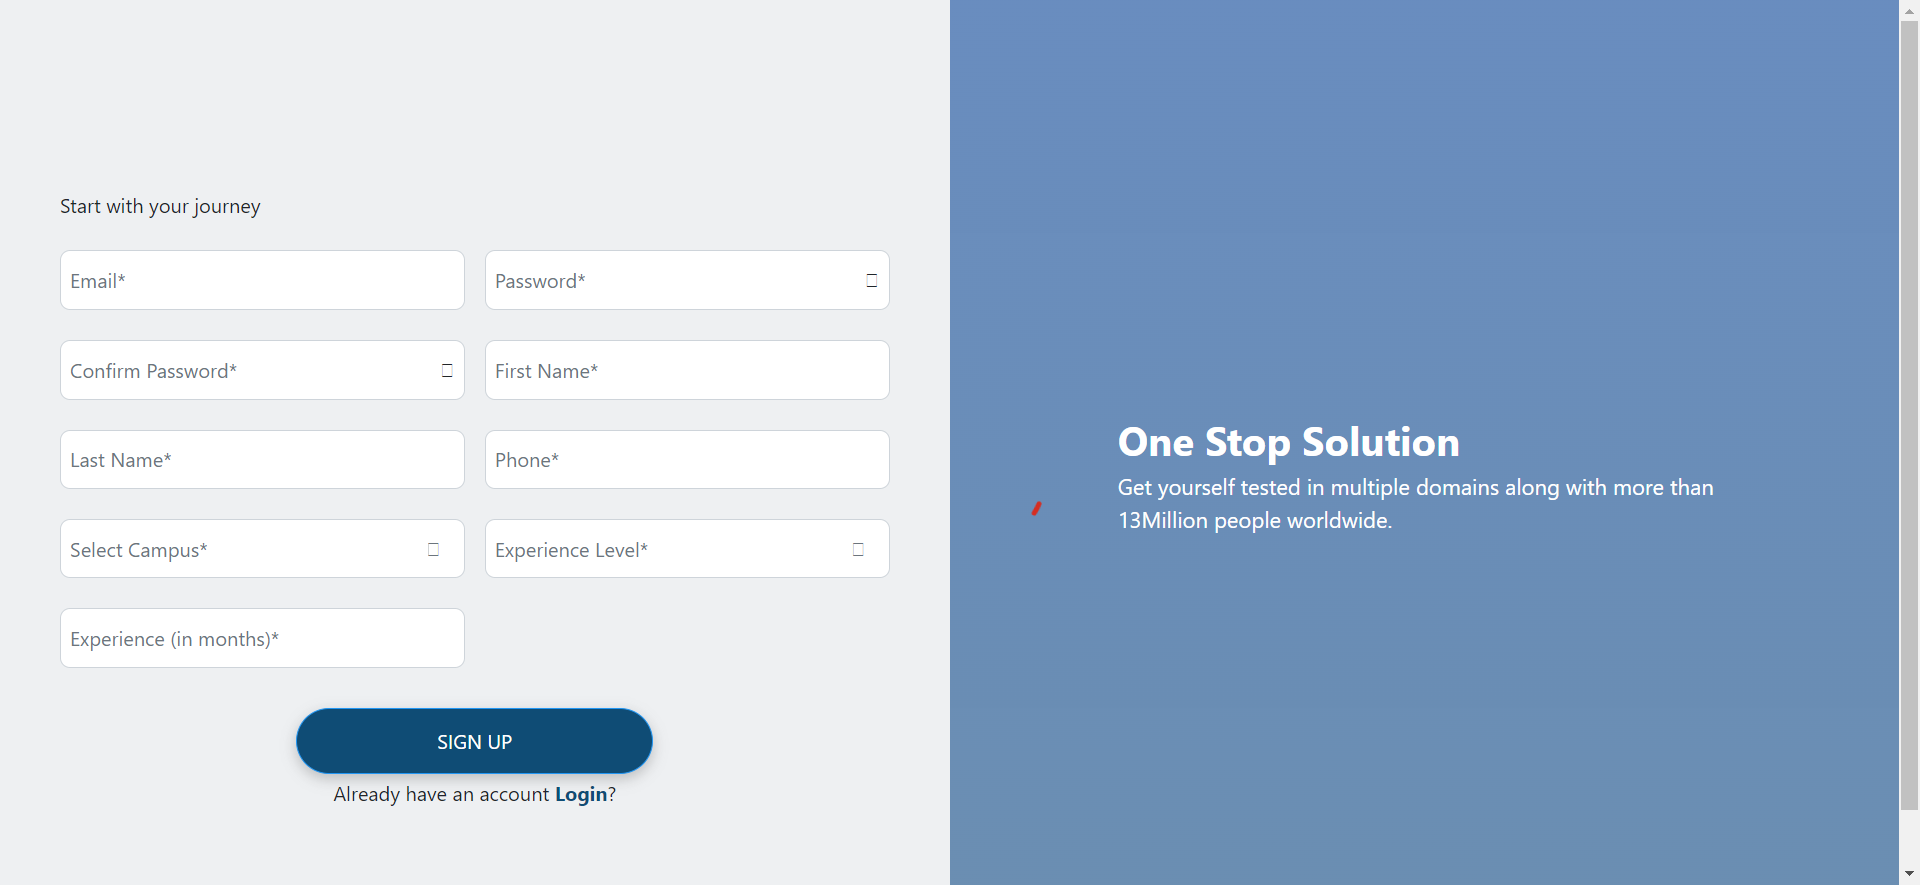 Start with your journey
Email*
Password*
Confirm Password*
First Name*
Last Name*
Phone*
Select Campus*
Experience Level*
Experience (in months)*
SIGN UP
Already have an account Login?
One Stop Solution
Get yourself tested in multiple domains along with more than
13Million people worldwide.